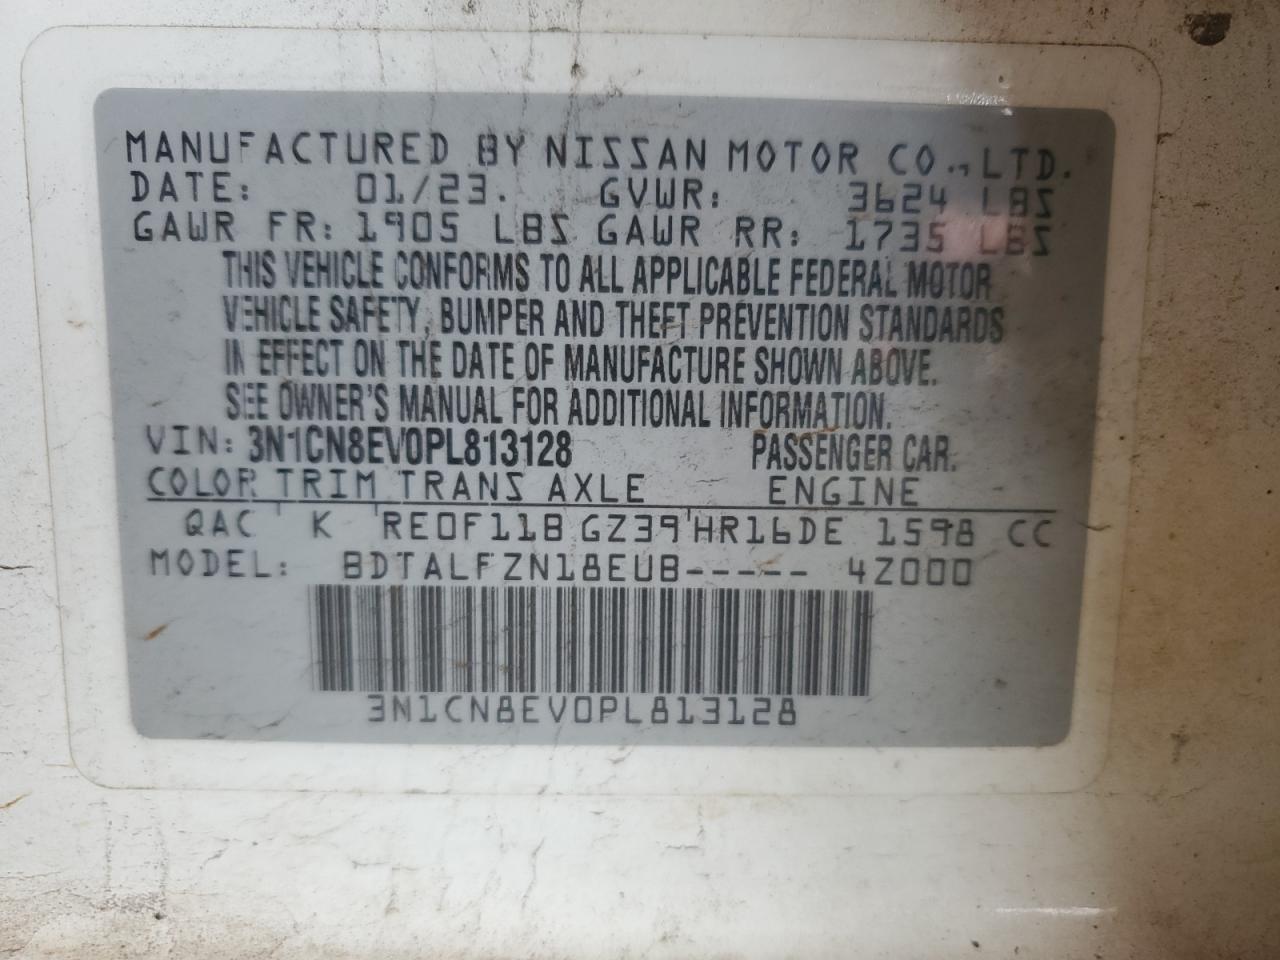 MANUFACTURED BY NISSAN MOTOR CO.,LTD.
DATE: 01/23. GVWR: 3624 LBS
GAWR FR: 1905 LBS GAWR RR: 1735 LBS
THIS VEHICLE CONFORMS TO ALL APPLICABLE FEDERAL MOTOR
VEHICLE SAFETY, BUMPER AND THEFT PREVENTION STANDARDS
IN EFFECT ON THE DATE OF MANUFACTURE SHOWN ABOVE.
SEE OWNER'S MANUAL FOR ADDITIONAL INFORMATION.
VIN: 3N1CN8EV0PL813128 PASSENGER CAR.
COLOR TRIM TRANS AXLE ENGINE
QAC K RE0F11B GZ39 HR16DE 1598 CC
MODEL: BDTALFZN18EUB----- 4Z000
3N1CN8EV0PL813128